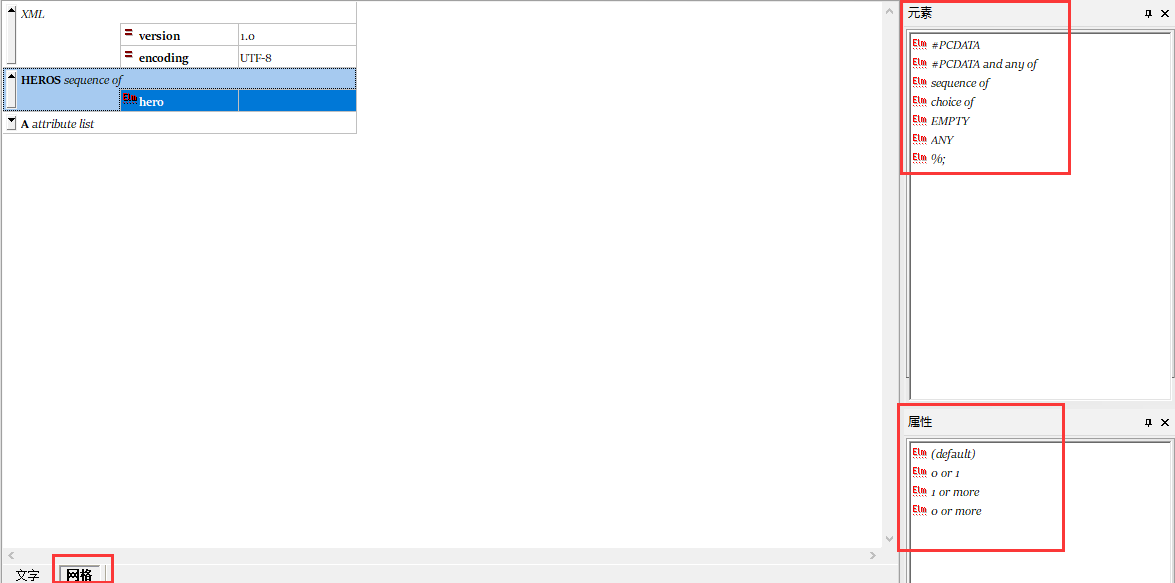 XML
version 1.0
encoding UTF-8
HEROS sequence of
Elm hero
A attribute list
文字 网格
元素
Elm #PCDATA
Elm #PCDATA and any of
Elm sequence of
Elm choice of
Elm EMPTY
Elm ANY
Elm %;
属性
Elm (default)
Elm 0 or 1
Elm 1 or more
Elm 0 or more